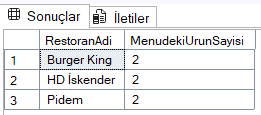 Sonuçlar İletiler
RestoranAdi MenudekiUrunSayisi
1 Burger King 2
2 HD İskender 2
3 Pidem 2